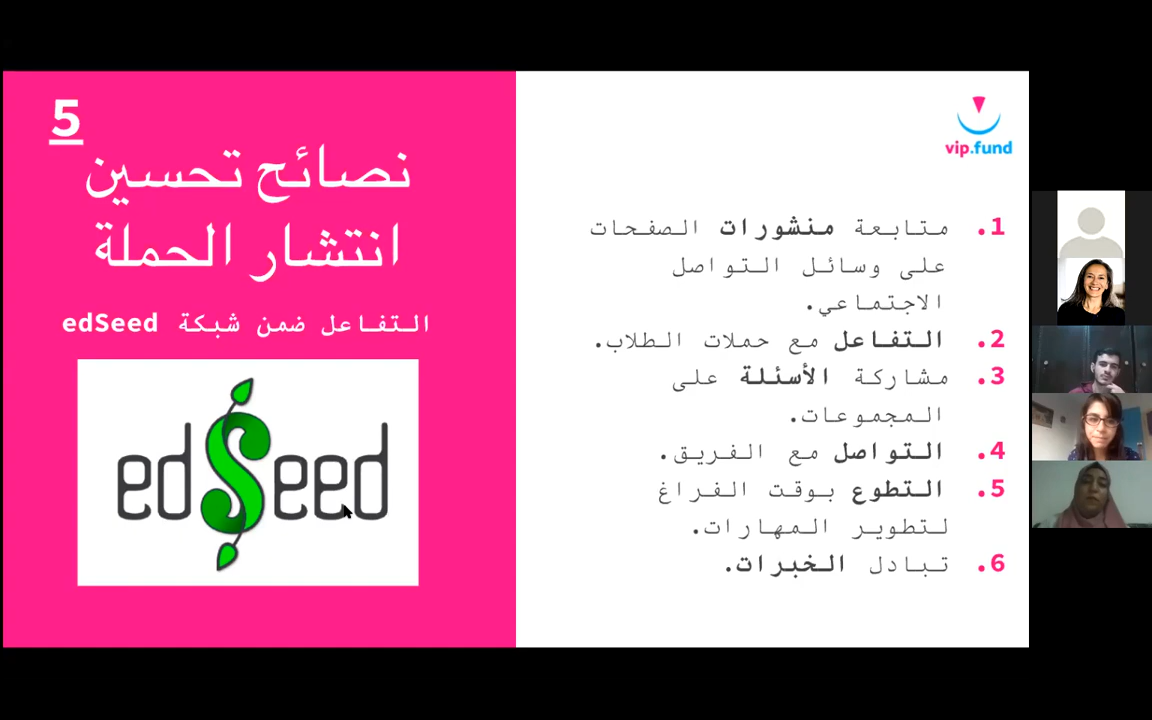 5
نصائح تحسين
انتشار الحملة
التفاعل ضمن شبكة edSeed
edSeed
vip.fund
1. متابعة منشورات الصفحات
على وسائل التواصل
الاجتماعي.
2. التفاعل مع حملات الطلاب.
3. مشاركة الأسئلة على
المجموعات.
4. التواصل مع الفريق.
5. التطوع بوقت الفراغ
لتطوير المهارات.
6. تبادل الخبرات.